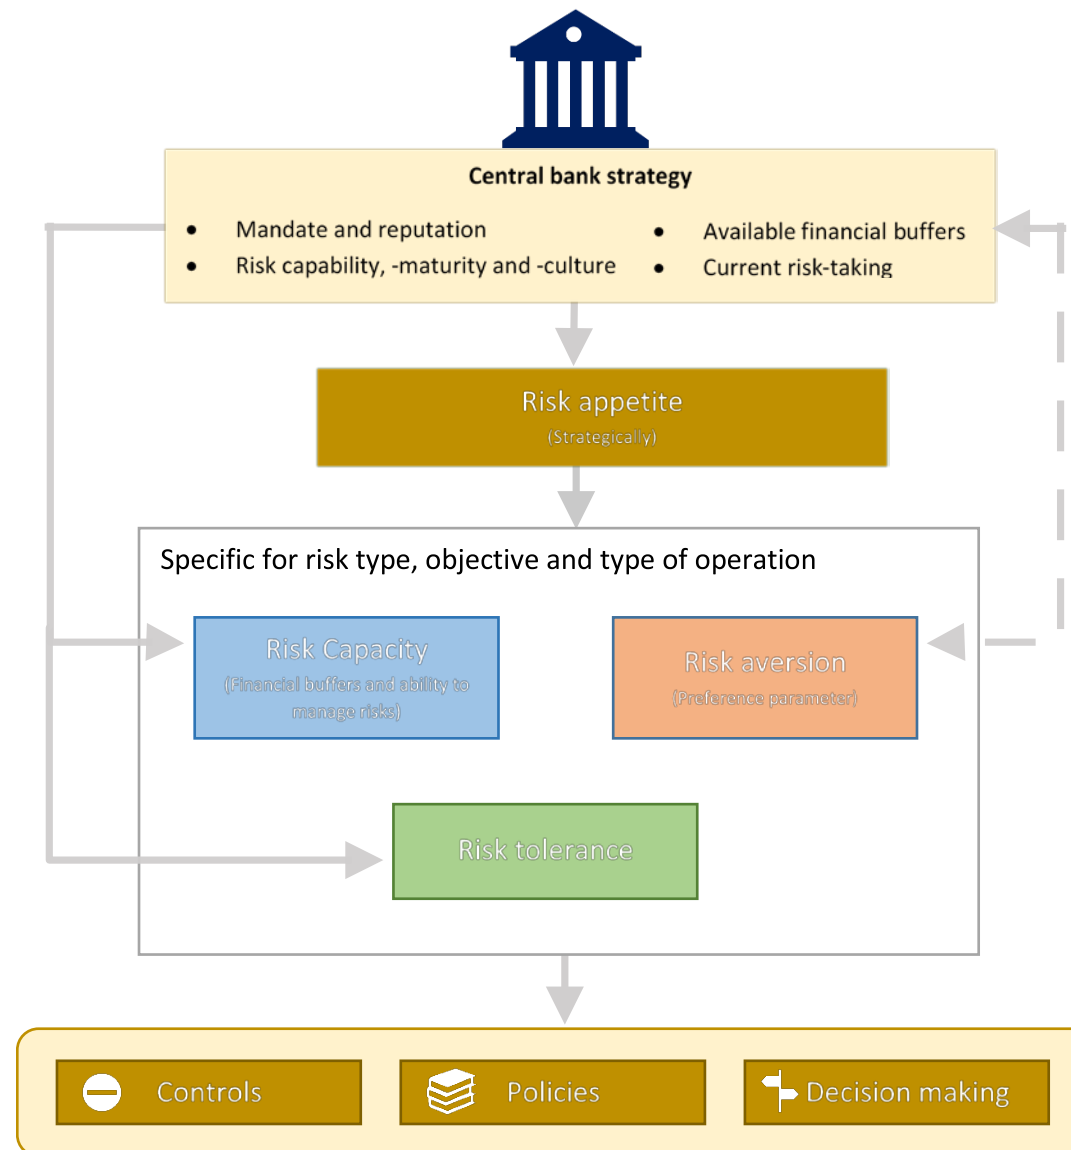 Central bank strategy
• Mandate and reputation
• Risk capability, -maturity and -culture
• Available financial buffers
• Current risk-taking
Risk appetite
(Strategically)
Specific for risk type, objective and type of operation
Risk Capacity
(Financial buffers and ability to
manage risks)
Risk aversion
(Preference parameter)
Risk tolerance
Controls
Policies
Decision making